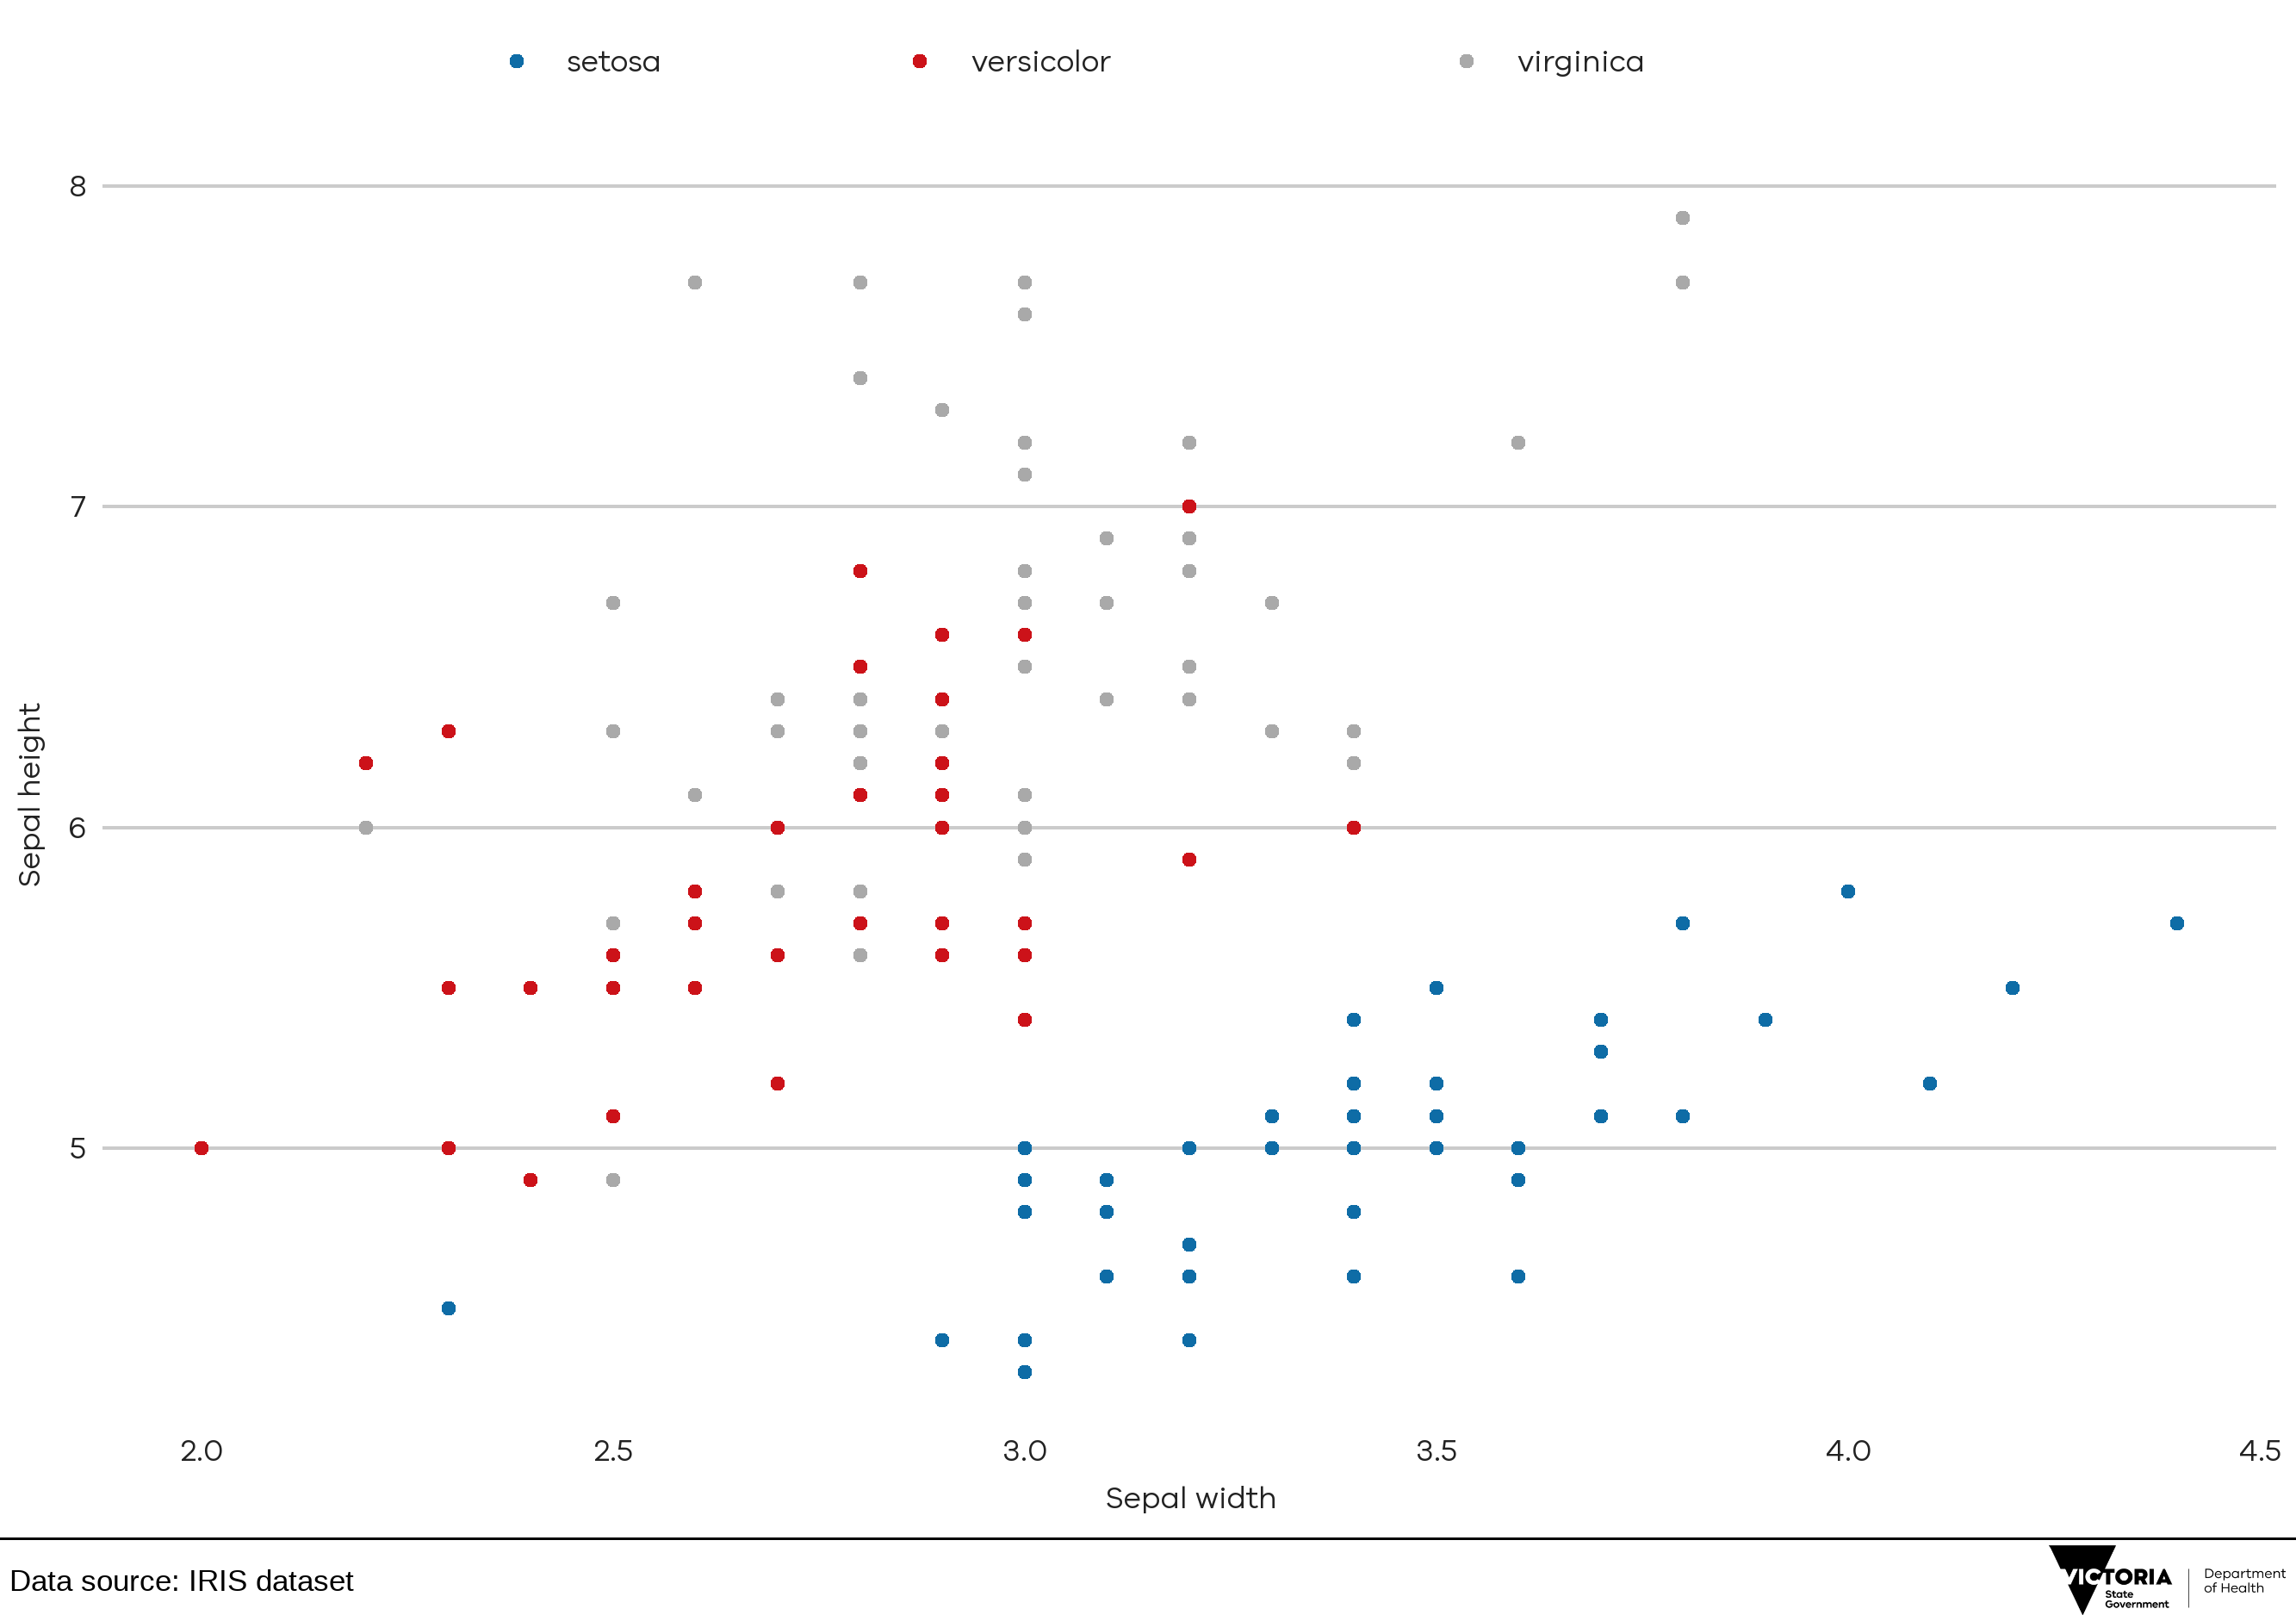 setosa versicolor virginica
8
7
6
5
Sepal height
2.0 2.5 3.0 3.5 4.0 4.5
Sepal width
Data source: IRIS dataset
VICTORIA
State
Government
Department
of Health